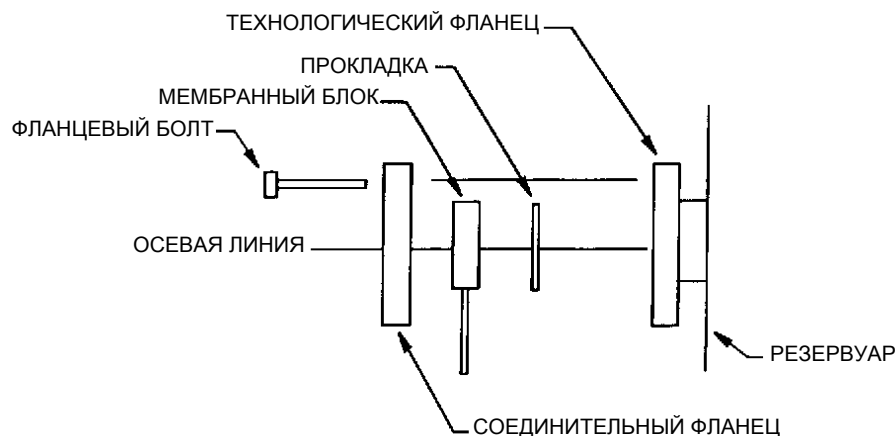 ТЕХНОЛОГИЧЕСКИЙ ФЛАНЕЦ
ПРОКЛАДКА
МЕМБРАННЫЙ БЛОК
ФЛАНЦЕВЫЙ БОЛТ
ОСЕВАЯ ЛИНИЯ
РЕЗЕРВУАР
СОЕДИНИТЕЛЬНЫЙ ФЛАНЕЦ